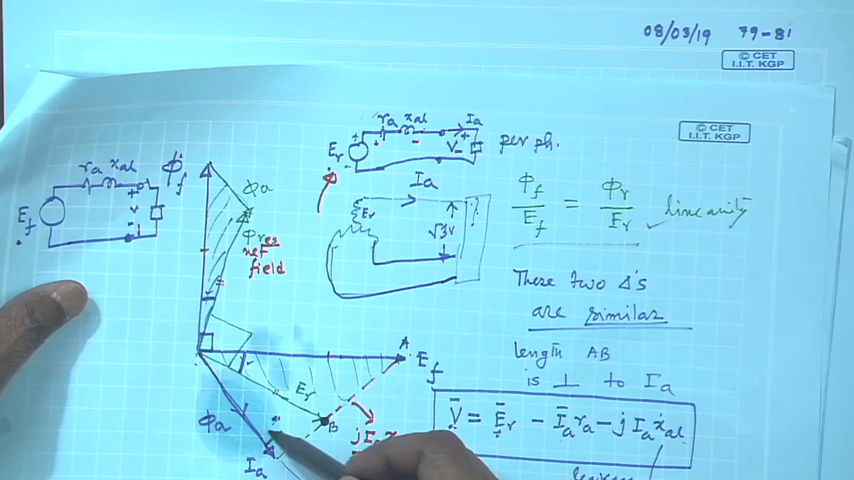 08/03/19 79-81
© CET
I.I.T. KGP
© CET
I.I.T. KGP
ra xal
Ia
Er
V
per ph.
ra xal
Φf
Ef
V
Φa
Φres
net
field
Ia
Er
√3V
?
Φf / Ef = Φr / Er
linearity
These two Δ's
are similar
length AB
is ⊥ to Ia
A
Ef
Er
B
Φa
Ia
V̄ = Ēr - Īa ra - j Īa xal